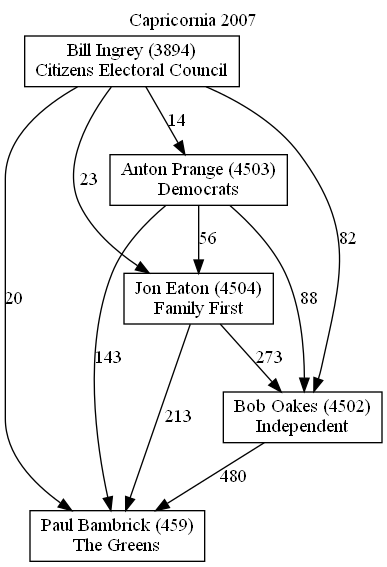 Capricornia 2007
Bill Ingrey (3894)
Citizens Electoral Council
14
Anton Prange (4503)
Democrats
23
56
82
Jon Eaton (4504)
Family First
20
88
143
273
Bob Oakes (4502)
Independent
213
480
Paul Bambrick (459)
The Greens